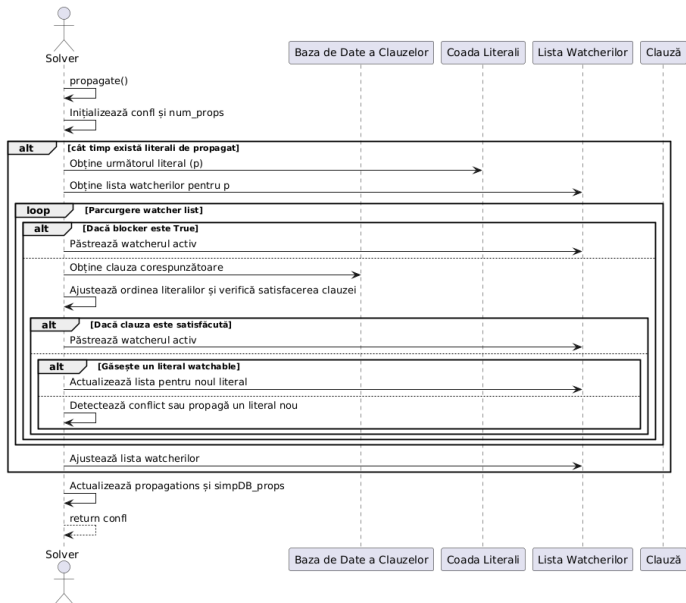 Solver
Baza de Date a Clauzelor
Coada Literali
Lista Watcherilor
Clauză
propagate()
Inițializează confl și num_props
alt [cât timp există literali de propagat]
Obține următorul literal (p)
Obține lista watcherilor pentru p
loop [Parcurgere watcher list]
alt [Dacă blocker este True]
Păstrează watcherul activ
Obține clauza corespunzătoare
Ajustează ordinea literalilor și verifică satisfacerea clauzei
alt [Dacă clauza este satisfăcută]
Păstrează watcherul activ
alt [Găsește un literal watchable]
Actualizează lista pentru noul literal
Detectează conflict sau propagă un literal nou
Ajustează lista watcherilor
Actualizează propagations și simpDB_props
return confl
Solver
Baza de Date a Clauzelor
Coada Literali
Lista Watcherilor
Clauză